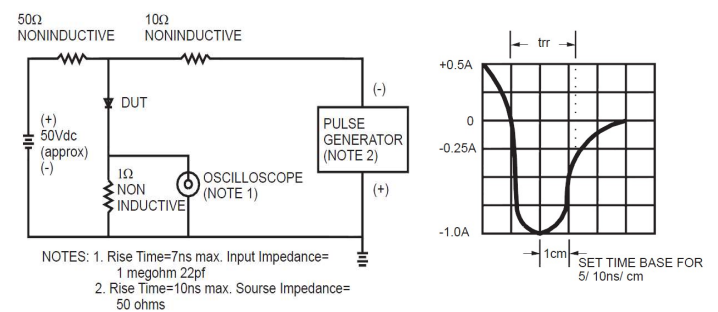 50Ω
NONINDUCTIVE
10Ω
NONINDUCTIVE
DUT
(+)
50Vdc
(approx)
(-)
1Ω
NON
INDUCTIVE
OSCILLOSCOPE
(NOTE 1)
(-)
PULSE
GENERATOR
(NOTE 2)
(+)
NOTES: 1. Rise Time=7ns max. Input Impedance=
1 megohm 22pf
2. Rise Time=10ns max. Sourse Impedance=
50 ohms
trr
+0.5A
0
-0.25A
-1.0A
1cm
SET TIME BASE FOR
5/ 10ns/ cm